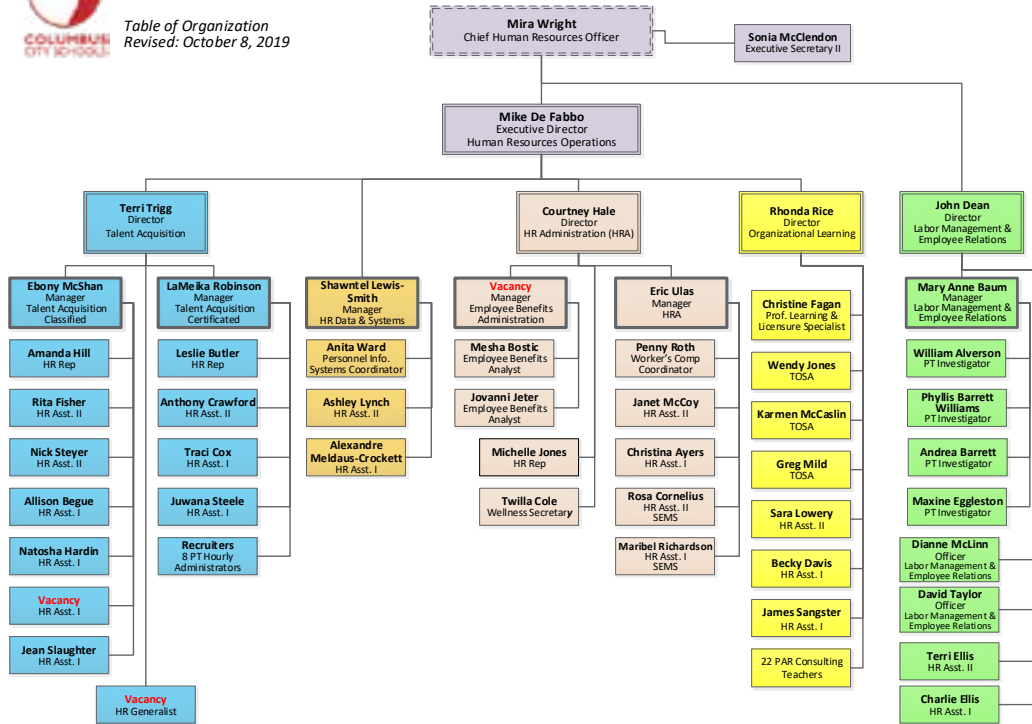 COLUMBUS
CITY SCHOOLS
Table of Organization
Revised: October 8, 2019
Mira Wright
Chief Human Resources Officer
Sonia McClendon
Executive Secretary II
Mike De Fabbo
Executive Director
Human Resources Operations
Terri Trigg
Director
Talent Acquisition
Courtney Hale
Director
HR Administration (HRA)
Rhonda Rice
Director
Organizational Learning
John Dean
Director
Labor Management &
Employee Relations
Ebony McShan
Manager
Talent Acquisition
Classified
Amanda Hill
HR Rep
Rita Fisher
HR Asst. II
Nick Steyer
HR Asst. II
Allison Begue
HR Asst. I
Natosha Hardin
HR Asst. I
Vacancy
HR Asst. I
Jean Slaughter
HR Asst. I
Vacancy
HR Generalist
LaMeika Robinson
Manager
Talent Acquisition
Certificated
Leslie Butler
HR Rep
Anthony Crawford
HR Asst. II
Traci Cox
HR Asst. I
Juwana Steele
HR Asst. I
Recruiters
8 PT Hourly
Administrators
Shawntel Lewis-
Smith
Manager
HR Data & Systems
Anita Ward
Personnel Info.
Systems Coordinator
Ashley Lynch
HR Asst. II
Alexandre
Meldaus-Crockett
HR Asst. I
Vacancy
Manager
Employee Benefits
Administration
Mesha Bostic
Employee Benefits
Analyst
Jovanni Jeter
Employee Benefits
Analyst
Michelle Jones
HR Rep
Twilla Cole
Wellness Secretary
Eric Ulas
Manager
HRA
Penny Roth
Worker's Comp
Coordinator
Janet McCoy
HR Asst. II
Christina Ayers
HR Asst. I
Rosa Cornelius
HR Asst. II
SEMS
Maribel Richardson
HR Asst. I
SEMS
Christine Fagan
Prof. Learning &
Licensure Specialist
Wendy Jones
TOSA
Karmen McCaslin
TOSA
Greg Mild
TOSA
Sara Lowery
HR Asst. II
Becky Davis
HR Asst. I
James Sangster
HR Asst. I
22 PAR Consulting
Teachers
Mary Anne Baum
Manager
Labor Management &
Employee Relations
William Alverson
PT Investigator
Phyllis Barrett
Williams
PT Investigator
Andrea Barrett
PT Investigator
Maxine Eggleston
PT Investigator
Dianne McLinn
Officer
Labor Management &
Employee Relations
David Taylor
Officer
Labor Management &
Employee Relations
Terri Ellis
HR Asst. II
Charlie Ellis
HR Asst. I